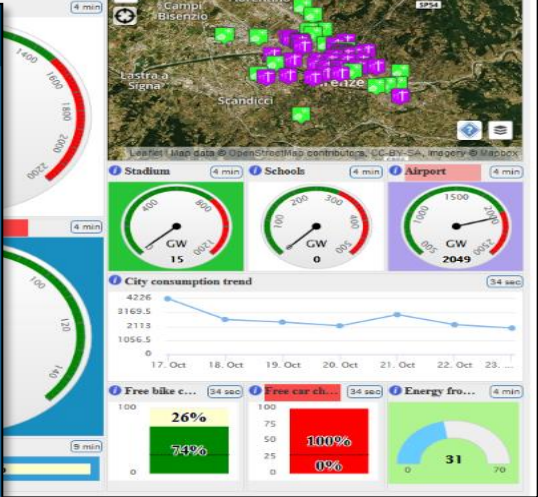 4 min
Campi
Bisenzio
SP54
Lastra a
Signa
Scandicci
Leaflet | Map data © OpenStreetMap contributors, CC-BY-SA, Imagery © Mapbox
1400
1600
1800
2000
2200
4 min
100
120
140
9 min
Stadium
4 min
400
800
1200
GW
15
Schools
4 min
100
200
300
500
GW
0
Airport
4 min
500
1000
1500
2000
2500
GW
2049
City consumption trend
34 sec
4226
3169.5
2113
1056.5
0
17. Oct
18. Oct
19. Oct
20. Oct
21. Oct
22. Oct
23. ...
Free bike c...
34 sec
100
0
26%
74%
Free car ch...
34 sec
100
75
50
25
0
100%
0%
Energy fro...
4 min
31
0
70